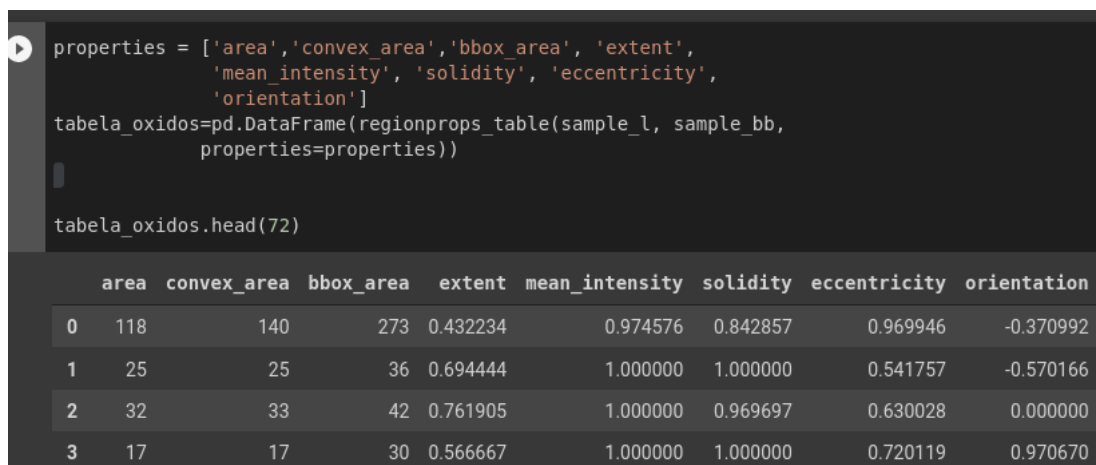 properties = ['area','convex_area','bbox_area', 'extent',
'mean_intensity', 'solidity', 'eccentricity',
'orientation']
tabela_oxidos=pd.DataFrame(regionprops_table(sample_l, sample_bb,
properties=properties))
tabela_oxidos.head(72)
area convex_area bbox_area extent mean_intensity solidity eccentricity orientation
0 118 140 273 0.432234 0.974576 0.842857 0.969946 -0.370992
1 25 25 36 0.694444 1.000000 1.000000 0.541757 -0.570166
2 32 33 42 0.761905 1.000000 0.969697 0.630028 0.000000
3 17 17 30 0.566667 1.000000 1.000000 0.720119 0.970670